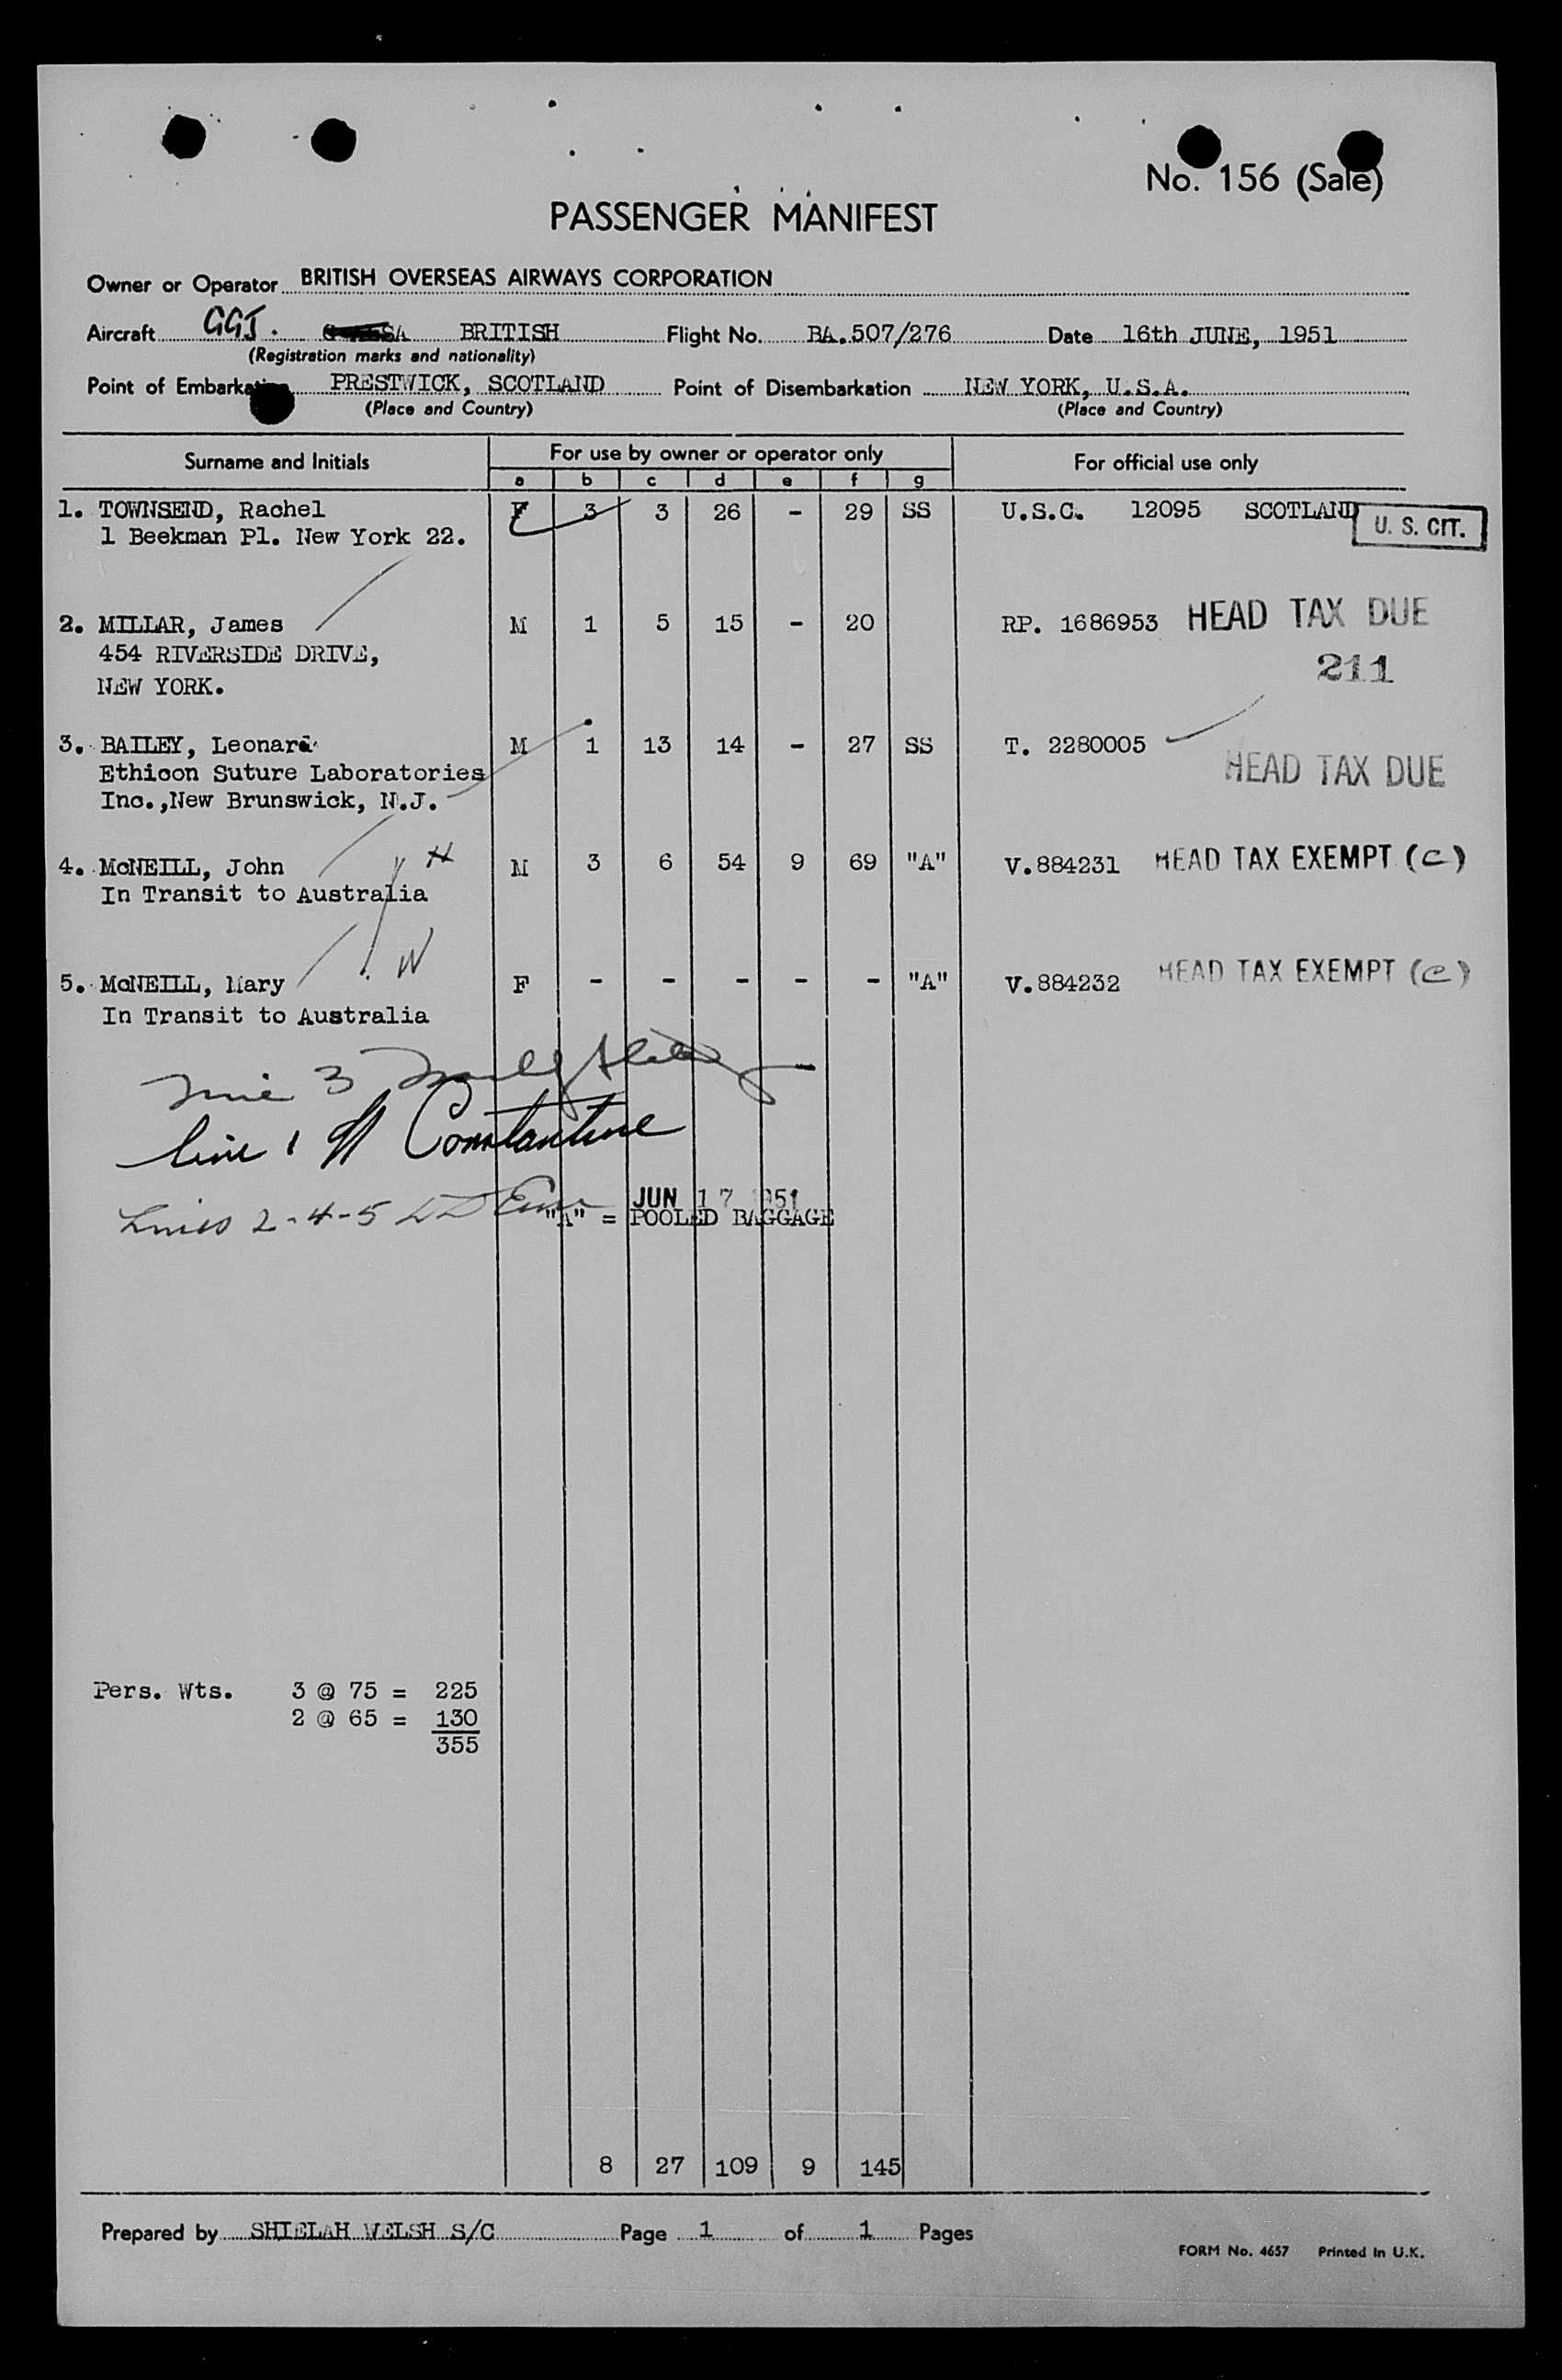 No. 156 (Sale)
PASSENGER MANIFEST
Owner or Operator BRITISH OVERSEAS AIRWAYS CORPORATION
Aircraft GGJ. SA BRITISH Flight No. BA.507/276 Date 16th JUNE, 1951
(Registration marks and nationality)
Point of Embarkation PRESTWICK, SCOTLAND Point of Disembarkation NEW YORK, U.S.A.
(Place and Country) (Place and Country)
Surname and Initials For use by owner or operator only For official use only
a b c d e f g
1. TOWNSEND, Rachel F 3 3 26 - 29 SS U.S.C. 12095 SCOTLAND U. S. CIT.
1 Beekman Pl. New York 22.
2. MILLAR, James M 1 5 15 - 20 RP. 1686953 HEAD TAX DUE
454 RIVERSIDE DRIVE,
NEW YORK. 211
3. BAILEY, Leonard M 1 13 14 - 27 SS T. 2280005
Ethicon Suture Laboratories HEAD TAX DUE
Inc.,New Brunswick, N.J.
4. McNEILL, John H M 3 6 54 9 69 "A" V.884231 HEAD TAX EXEMPT (c)
In Transit to Australia
W
5. McNEILL, Mary F - - - - - "A" V.884232 HEAD TAX EXEMPT (c)
In Transit to Australia
line 3
line 1 Constantine
Lines 2-4-5 JUN 17 1951
"A" = POOLED BAGGAGE
Pers. Wts. 3 @ 75 = 225
2 @ 65 = 130
355
8 27 109 9 145
Prepared by SHIELAH WELSH S/C Page 1 of 1 Pages
FORM No. 4657 Printed in U.K.